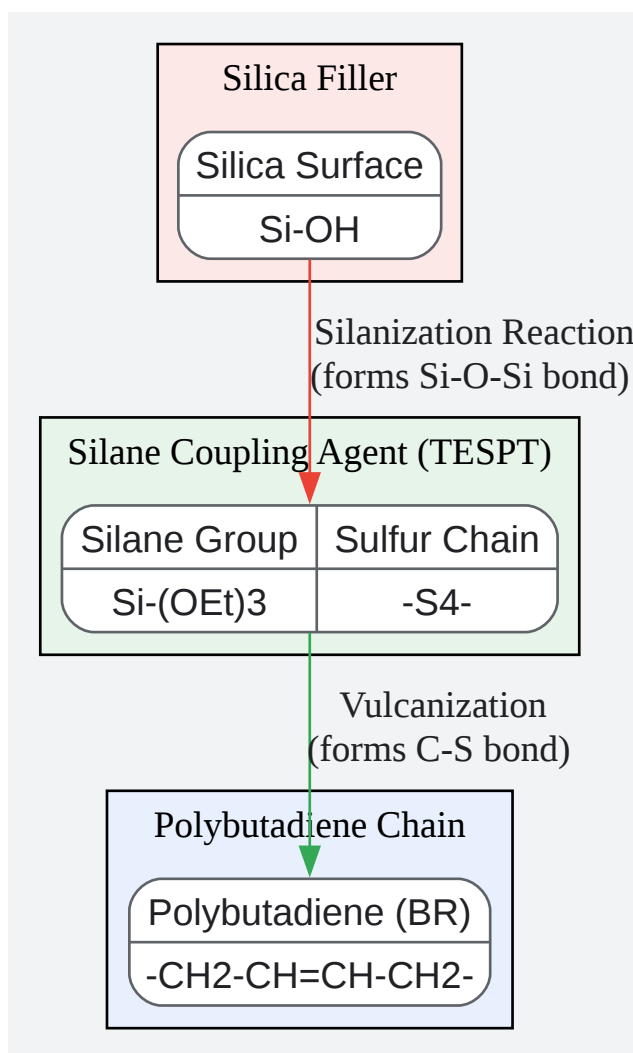 Silica Filler
Silica Surface
Si-OH
Silanization Reaction
(forms Si-O-Si bond)
Silane Coupling Agent (TESPT)
Silane Group
Sulfur Chain
Si-(OEt)3
-S4-
Vulcanization
(forms C-S bond)
Polybutadiene Chain
Polybutadiene (BR)
-CH2-CH=CH-CH2-